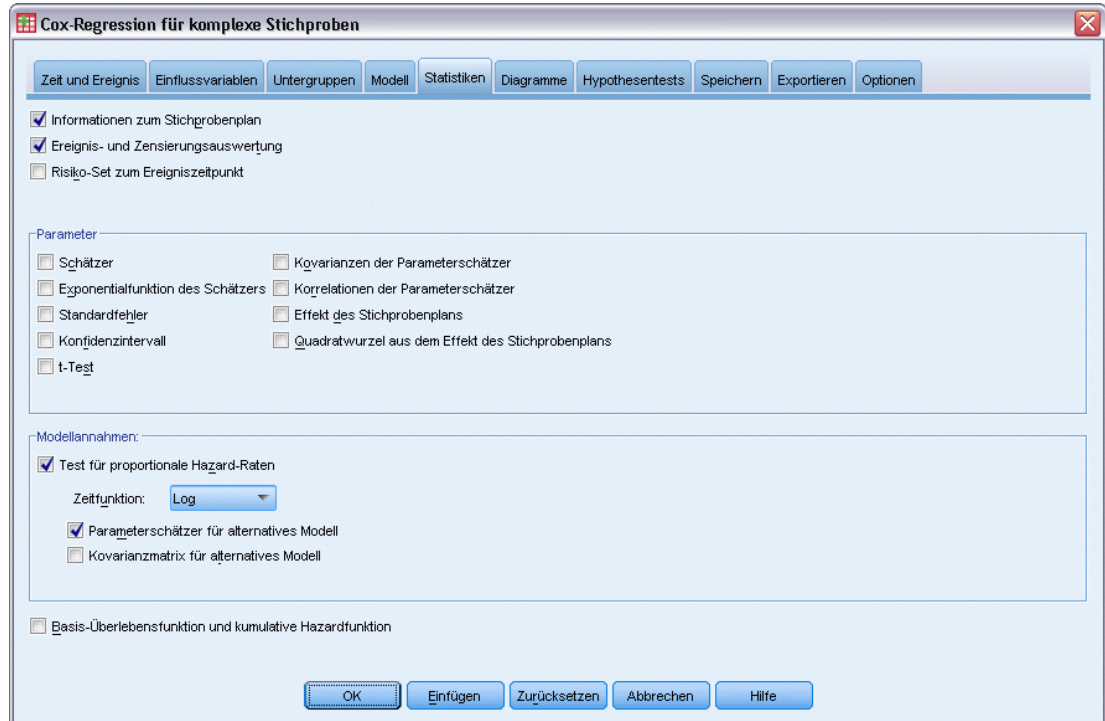 Cox-Regression für komplexe Stichproben
Zeit und Ereignis Einflussvariablen Untergruppen Modell Statistiken Diagramme Hypothesentests Speichern Exportieren Optionen
Informationen zum Stichprobenplan
Ereignis- und Zensierungsauswertung
Risiko-Set zum Ereigniszeitpunkt
Parameter
Schätzer Kovarianzen der Parameterschätzer
Exponentialfunktion des Schätzers Korrelationen der Parameterschätzer
Standardfehler Effekt des Stichprobenplans
Konfidenzintervall Quadratwurzel aus dem Effekt des Stichprobenplans
t-Test
Modellannahmen:
Test für proportionale Hazard-Raten
Zeitfunktion: Log
Parameterschätzer für alternatives Modell
Kovarianzmatrix für alternatives Modell
Basis-Überlebensfunktion und kumulative Hazardfunktion
OK Einfügen Zurücksetzen Abbrechen Hilfe